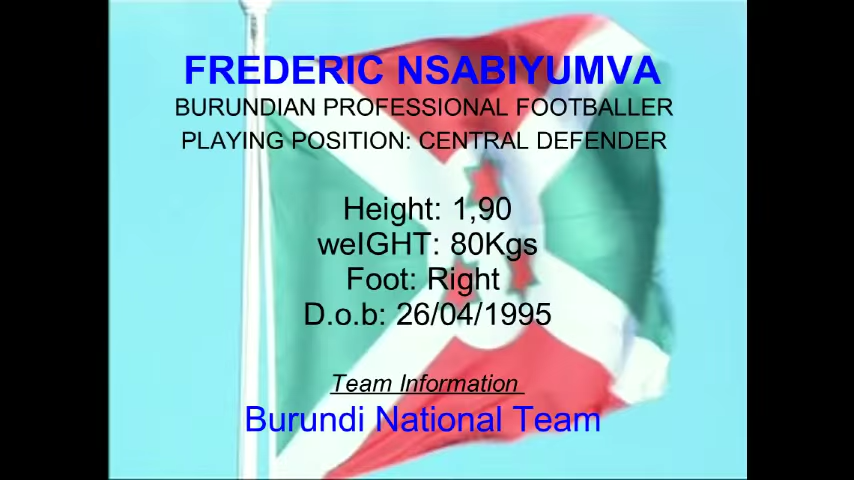 FREDERIC NSABIYUMVA
BURUNDIAN PROFESSIONAL FOOTBALLER
PLAYING POSITION: CENTRAL DEFENDER
Height: 1,90
weIGHT: 80Kgs
Foot: Right
D.o.b: 26/04/1995
Team Information
Burundi National Team